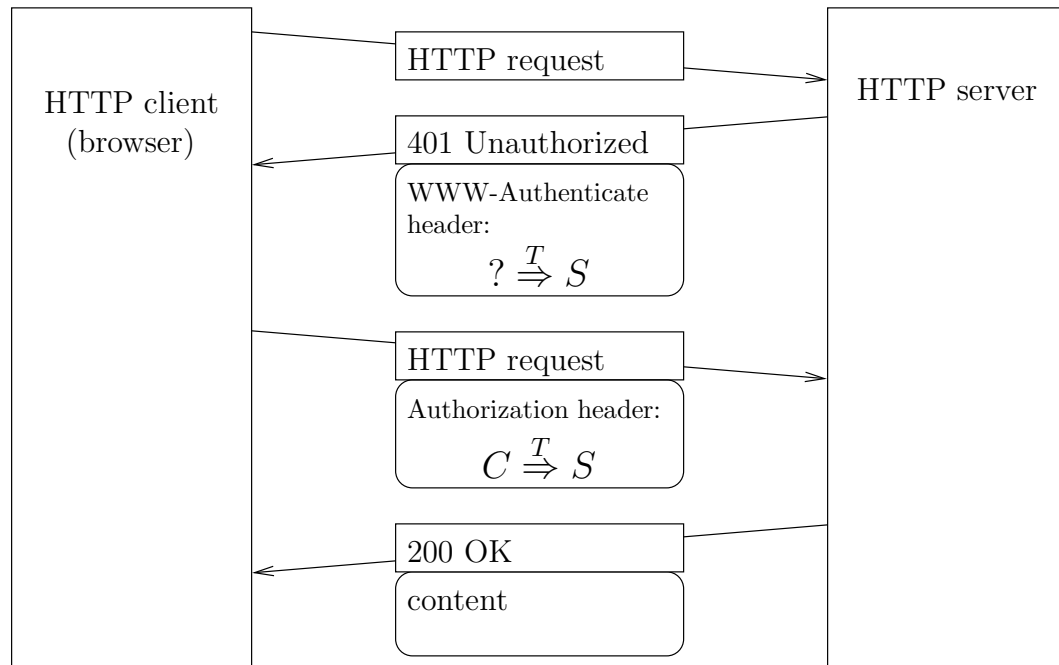 HTTP client
(browser)
HTTP server
HTTP request
401 Unauthorized
WWW-Authenticate
header:
? T⇒ S
HTTP request
Authorization header:
C T⇒ S
200 OK
content